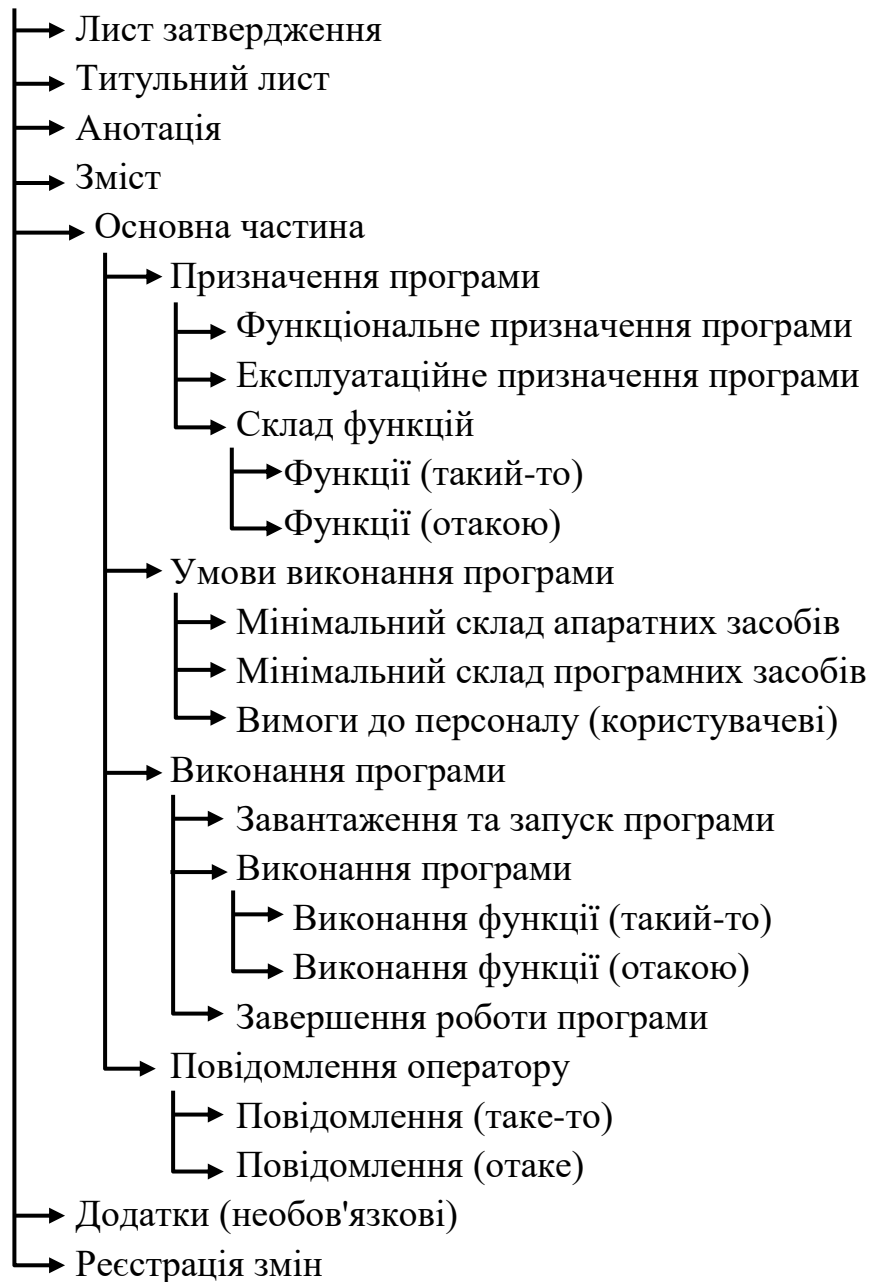 Лист затвердження
Титульний лист
Анотація
Зміст
Основна частина
Призначення програми
Функціональне призначення програми
Експлуатаційне призначення програми
Склад функцій
Функції (такий-то)
Функції (отакою)
Умови виконання програми
Мінімальний склад апаратних засобів
Мінімальний склад програмних засобів
Вимоги до персоналу (користувачеві)
Виконання програми
Завантаження та запуск програми
Виконання програми
Виконання функції (такий-то)
Виконання функції (отакою)
Завершення роботи програми
Повідомлення оператору
Повідомлення (таке-то)
Повідомлення (отаке)
Додатки (необов'язкові)
Реєстрація змін